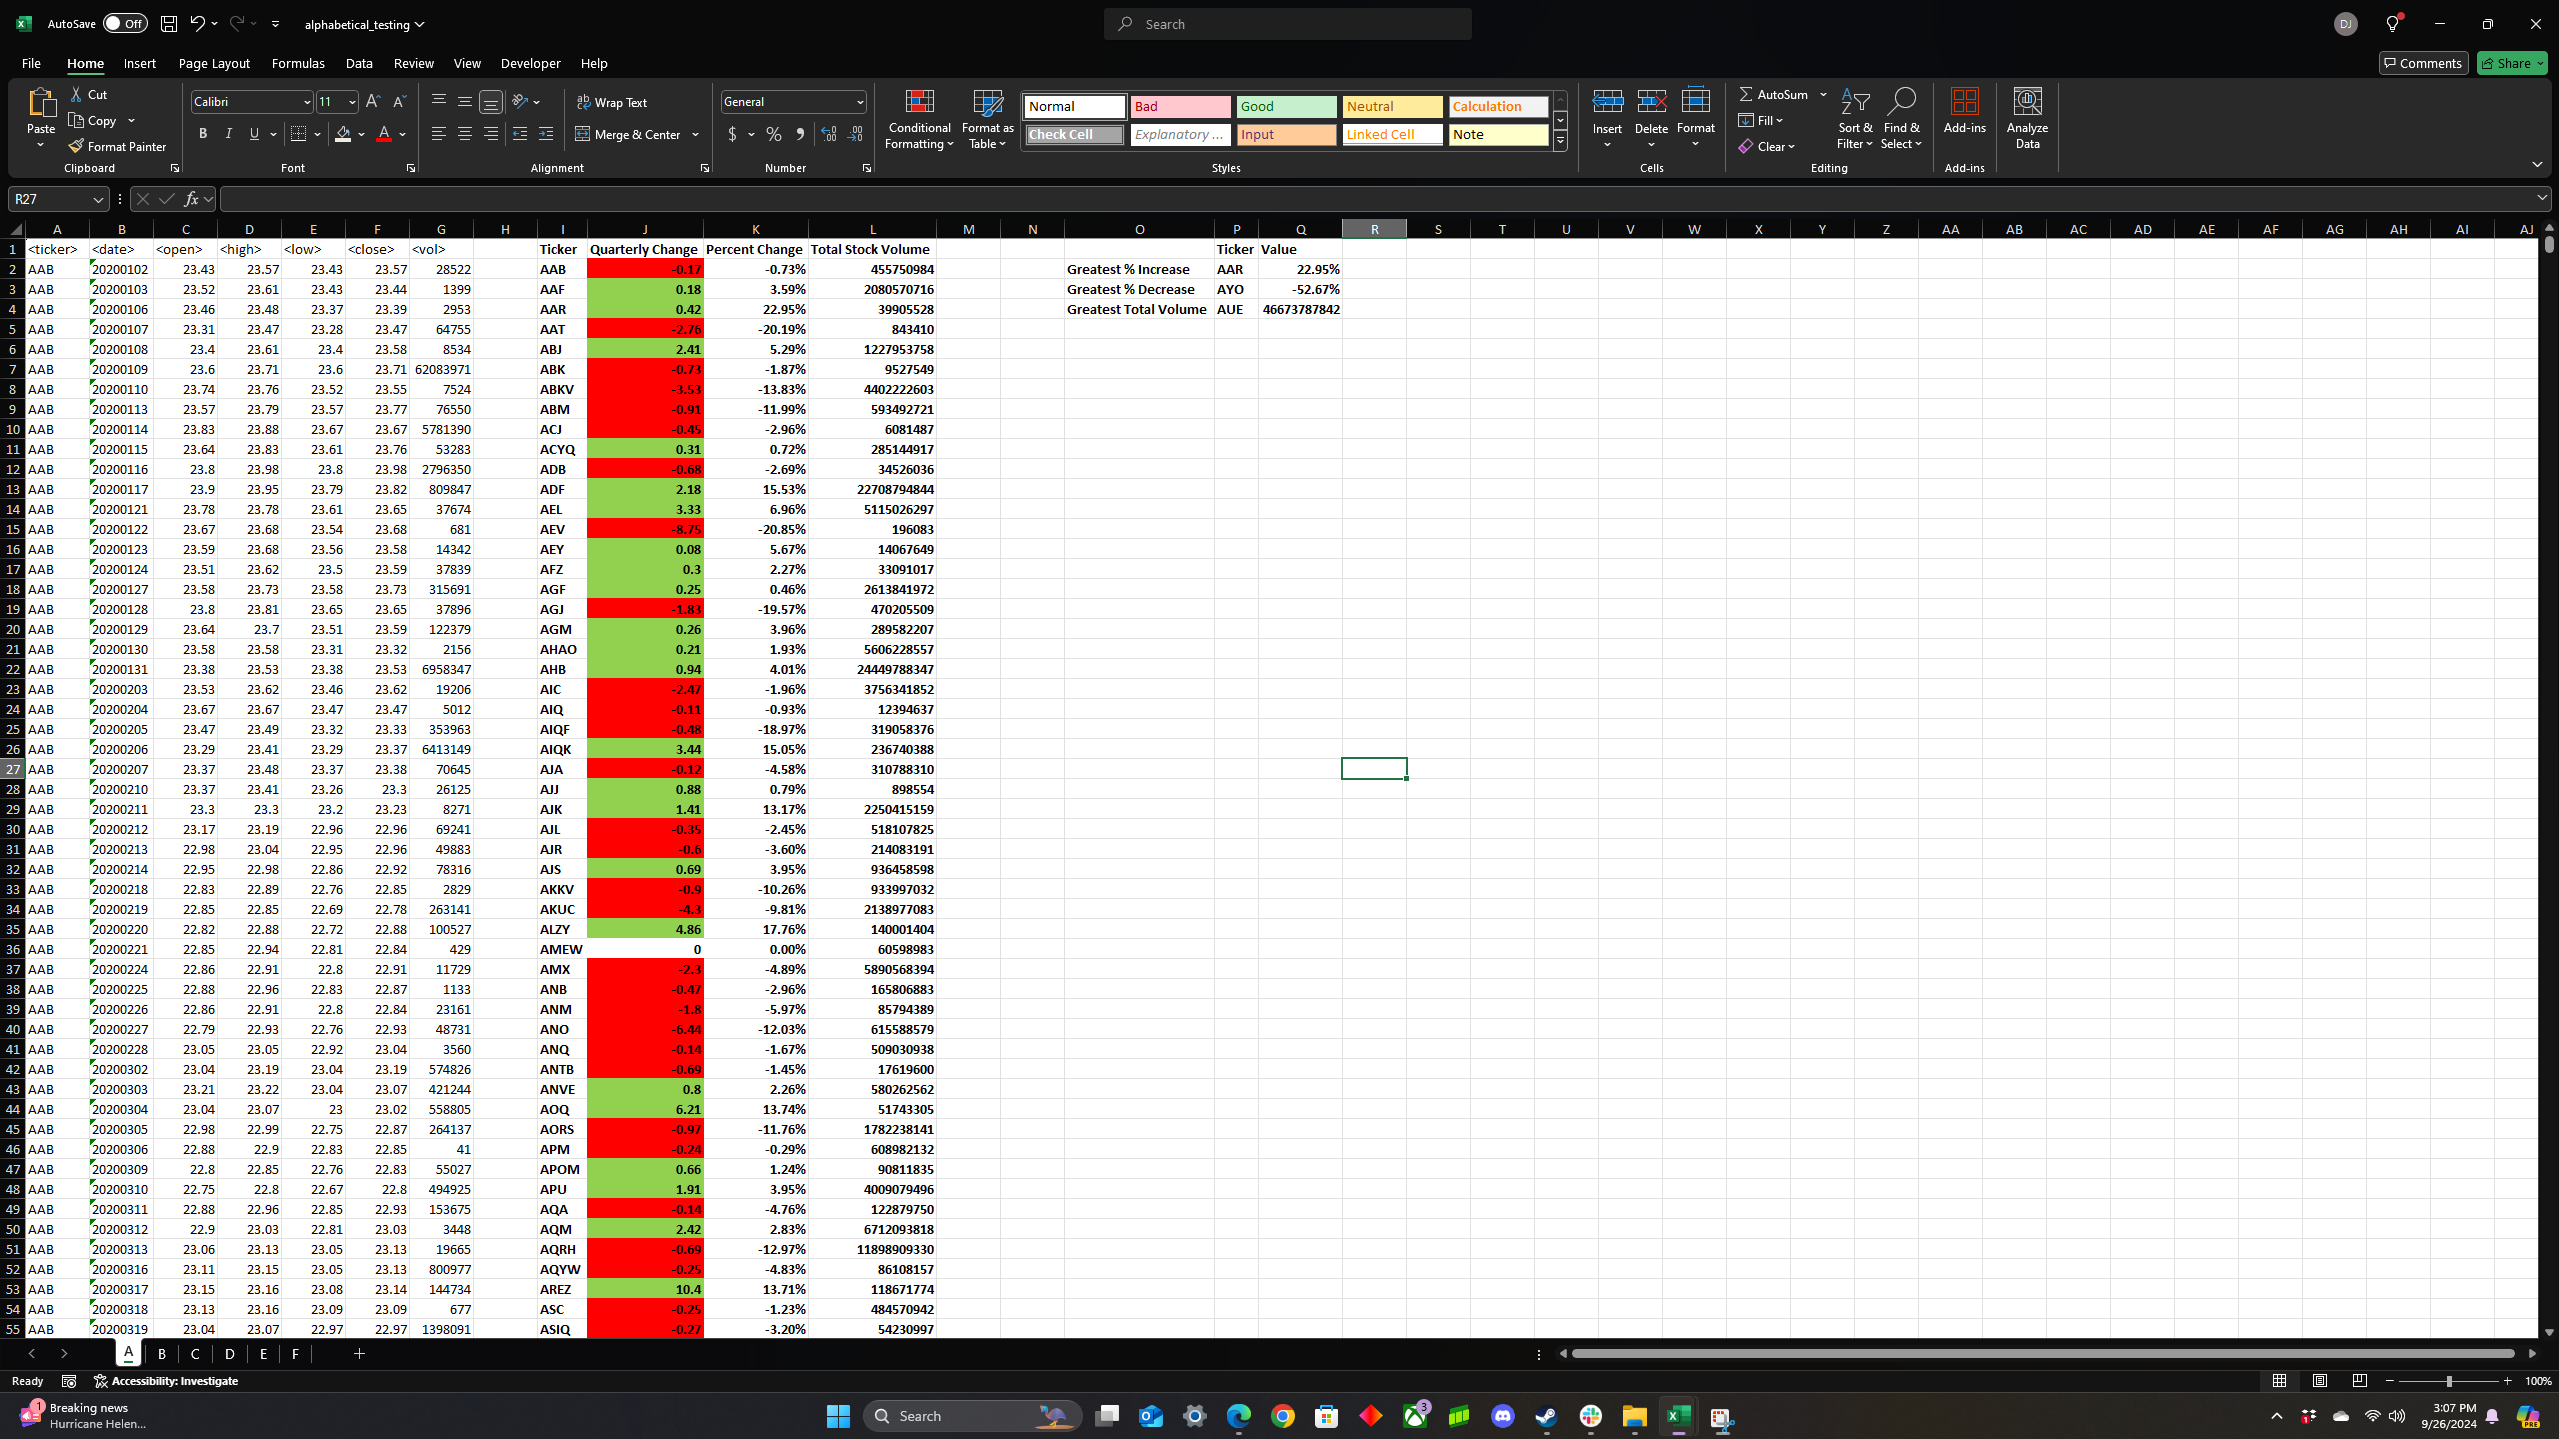 AutoSave Off alphabetical_testing Search DJ
File Home Insert Page Layout Formulas Data Review View Developer Help Comments Share
Cut
Copy
Format Painter
Paste
Clipboard
Calibri 11
B I U
Font
Wrap Text
Merge & Center
Alignment
General
$ % ,
Number
Conditional Formatting
Format as Table
Normal Bad Good Neutral Calculation
Check Cell Explanatory ... Input Linked Cell Note
Styles
Insert Delete Format
Cells
AutoSum
Fill
Clear
Sort & Filter
Find & Select
Editing
Add-ins
Add-ins
Analyze Data
R27 fx
A B C D E F G H I J K L M N O P Q R S T U V W X Y Z AA AB AC AD AE AF AG AH AI AJ
1 <ticker> <date> <open> <high> <low> <close> <vol> Ticker Quarterly Change Percent Change Total Stock Volume Ticker Value
2 AAB 20200102 23.43 23.57 23.43 23.57 28522 AAB -0.17 -0.73% 455750984 Greatest % Increase AAR 22.95%
3 AAB 20200103 23.52 23.61 23.43 23.44 1399 AAF 0.18 3.59% 2080570716 Greatest % Decrease AYO -52.67%
4 AAB 20200106 23.46 23.48 23.37 23.39 2953 AAR 0.42 22.95% 39905528 Greatest Total Volume AUE 46673787842
5 AAB 20200107 23.31 23.47 23.28 23.47 64755 AAT -2.76 -20.19% 843410
6 AAB 20200108 23.4 23.61 23.4 23.58 8534 ABJ 2.41 5.29% 1227953758
7 AAB 20200109 23.6 23.71 23.6 23.71 62083971 ABK -0.73 -1.87% 9527549
8 AAB 20200110 23.74 23.76 23.52 23.55 7524 ABKV -3.53 -13.83% 4402222603
9 AAB 20200113 23.57 23.79 23.57 23.77 76550 ABM -0.91 -11.99% 593492721
10 AAB 20200114 23.83 23.88 23.67 23.67 5781390 ACJ -0.45 -2.96% 6081487
11 AAB 20200115 23.64 23.83 23.61 23.76 53283 ACYQ 0.31 0.72% 285144917
12 AAB 20200116 23.8 23.98 23.8 23.98 2796350 ADB -0.68 -2.69% 34526036
13 AAB 20200117 23.9 23.95 23.79 23.82 809847 ADF 2.18 15.53% 22708794844
14 AAB 20200121 23.78 23.78 23.61 23.65 37674 AEL 3.33 6.96% 5115026297
15 AAB 20200122 23.67 23.68 23.54 23.68 681 AEV -8.75 -20.85% 196083
16 AAB 20200123 23.59 23.68 23.56 23.58 14342 AEY 0.08 5.67% 14067649
17 AAB 20200124 23.51 23.62 23.5 23.59 37839 AFZ 0.3 2.27% 33091017
18 AAB 20200127 23.58 23.73 23.58 23.73 315691 AGF 0.25 0.46% 2613841972
19 AAB 20200128 23.8 23.81 23.65 23.65 37896 AGJ -1.83 -19.57% 470205509
20 AAB 20200129 23.64 23.7 23.51 23.59 122379 AGM 0.26 3.96% 289582207
21 AAB 20200130 23.58 23.58 23.31 23.32 2156 AHAO 0.21 1.93% 5606228557
22 AAB 20200131 23.38 23.53 23.38 23.53 6958347 AHB 0.94 4.01% 24449788347
23 AAB 20200203 23.53 23.62 23.46 23.62 19206 AIC -2.47 -1.96% 3756341852
24 AAB 20200204 23.67 23.67 23.47 23.47 5012 AIQ -0.11 -0.93% 12394637
25 AAB 20200205 23.47 23.49 23.32 23.33 353963 AIQF -0.48 -18.97% 319058376
26 AAB 20200206 23.29 23.41 23.29 23.37 6413149 AIQK 3.44 15.05% 236740388
27 AAB 20200207 23.37 23.48 23.37 23.38 70645 AJA -0.12 -4.58% 310788310
28 AAB 20200210 23.37 23.41 23.26 23.3 26125 AJJ 0.88 0.79% 898554
29 AAB 20200211 23.3 23.3 23.2 23.23 8271 AJK 1.41 13.17% 2250415159
30 AAB 20200212 23.17 23.19 22.96 22.96 69241 AJL -0.35 -2.45% 518107825
31 AAB 20200213 22.98 23.04 22.95 22.96 49883 AJR -0.6 -3.60% 214083191
32 AAB 20200214 22.95 22.98 22.86 22.92 78316 AJS 0.69 3.95% 936458598
33 AAB 20200218 22.83 22.89 22.76 22.85 2829 AKKV -0.9 -10.26% 933997032
34 AAB 20200219 22.85 22.85 22.69 22.78 263141 AKUC -4.3 -9.81% 2138977083
35 AAB 20200220 22.82 22.88 22.72 22.88 100527 ALZY 4.86 17.76% 140001404
36 AAB 20200221 22.85 22.94 22.81 22.84 429 AMEW 0 0.00% 60598983
37 AAB 20200224 22.86 22.91 22.8 22.91 11729 AMX -2.3 -4.89% 5890568394
38 AAB 20200225 22.88 22.96 22.83 22.87 1133 ANB -0.47 -2.96% 165806883
39 AAB 20200226 22.86 22.91 22.8 22.84 23161 ANM -1.8 -5.97% 85794389
40 AAB 20200227 22.79 22.93 22.76 22.93 48731 ANO -6.44 -12.03% 615588579
41 AAB 20200228 23.05 23.05 22.92 23.04 3560 ANQ -0.14 -1.67% 509030938
42 AAB 20200302 23.04 23.19 23.04 23.19 574826 ANTB -0.69 -1.45% 17619600
43 AAB 20200303 23.21 23.22 23.04 23.07 421244 ANVE 0.8 2.26% 580262562
44 AAB 20200304 23.04 23.07 23 23.02 558805 AOQ 6.21 13.74% 51743305
45 AAB 20200305 22.98 22.99 22.75 22.87 264137 AORS -0.97 -11.76% 1782238141
46 AAB 20200306 22.88 22.9 22.83 22.85 41 APM -0.24 -0.29% 608982132
47 AAB 20200309 22.8 22.85 22.76 22.83 55027 APOM 0.66 1.24% 90811835
48 AAB 20200310 22.75 22.8 22.67 22.8 494925 APU 1.91 3.95% 4009079496
49 AAB 20200311 22.88 22.96 22.85 22.93 153675 AQA -0.14 -4.76% 122879750
50 AAB 20200312 22.9 23.03 22.81 23.03 3448 AQM 2.42 2.83% 6712093818
51 AAB 20200313 23.06 23.13 23.05 23.13 19665 AQRH -0.69 -12.97% 11898909330
52 AAB 20200316 23.11 23.15 23.05 23.13 800977 AQYW -0.25 -4.83% 86108157
53 AAB 20200317 23.15 23.16 23.08 23.14 144734 AREZ 10.4 13.71% 118671774
54 AAB 20200318 23.13 23.16 23.09 23.09 677 ASC -0.25 -1.23% 484570942
55 AAB 20200319 23.04 23.07 22.97 22.97 1398091 ASIQ -0.27 -3.20% 54230997
A B C D E F
Ready Accessibility: Investigate 100%
1 Breaking news
Hurricane Helen...
Search
3
3:07 PM
9/26/2024
PRE